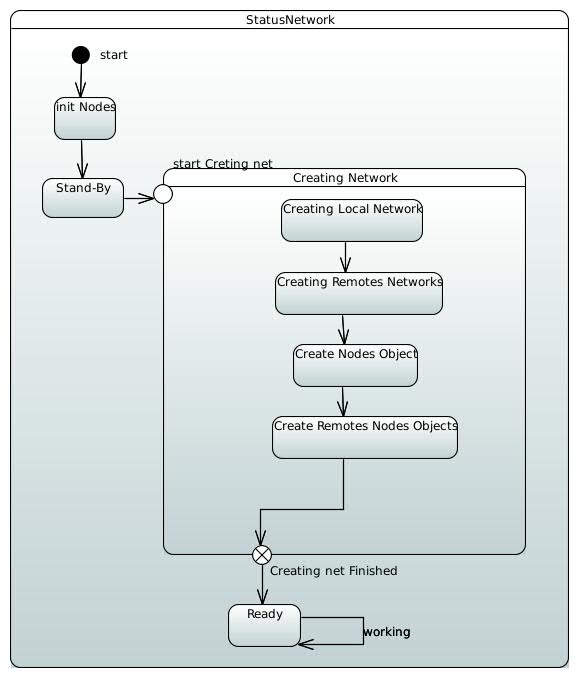 StatusNetwork
start
init Nodes
Stand-By
start Creting net
Creating Network
Creating Local Network
Creating Remotes Networks
Create Nodes Object
Create Remotes Nodes Objects
Creating net Finished
Ready
working